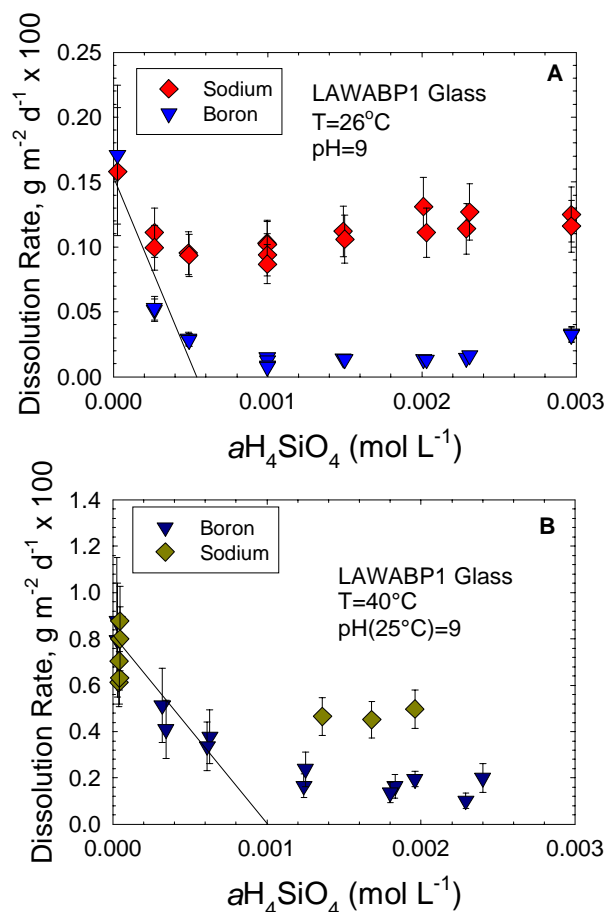 0.25
0.20
0.15
0.10
0.05
0.00
Dissolution Rate, g m⁻² d⁻¹ x 100
Sodium
Boron
LAWABP1 Glass
T=26°C
pH=9
A
0.000
0.001
0.002
0.003
aH₄SiO₄ (mol L⁻¹)
1.4
1.2
1.0
0.8
0.6
0.4
0.2
0.0
Dissolution Rate, g m⁻² d⁻¹ x 100
Boron
Sodium
LAWABP1 Glass
T=40°C
pH(25°C)=9
B
0.000
0.001
0.002
0.003
aH₄SiO₄ (mol L⁻¹)